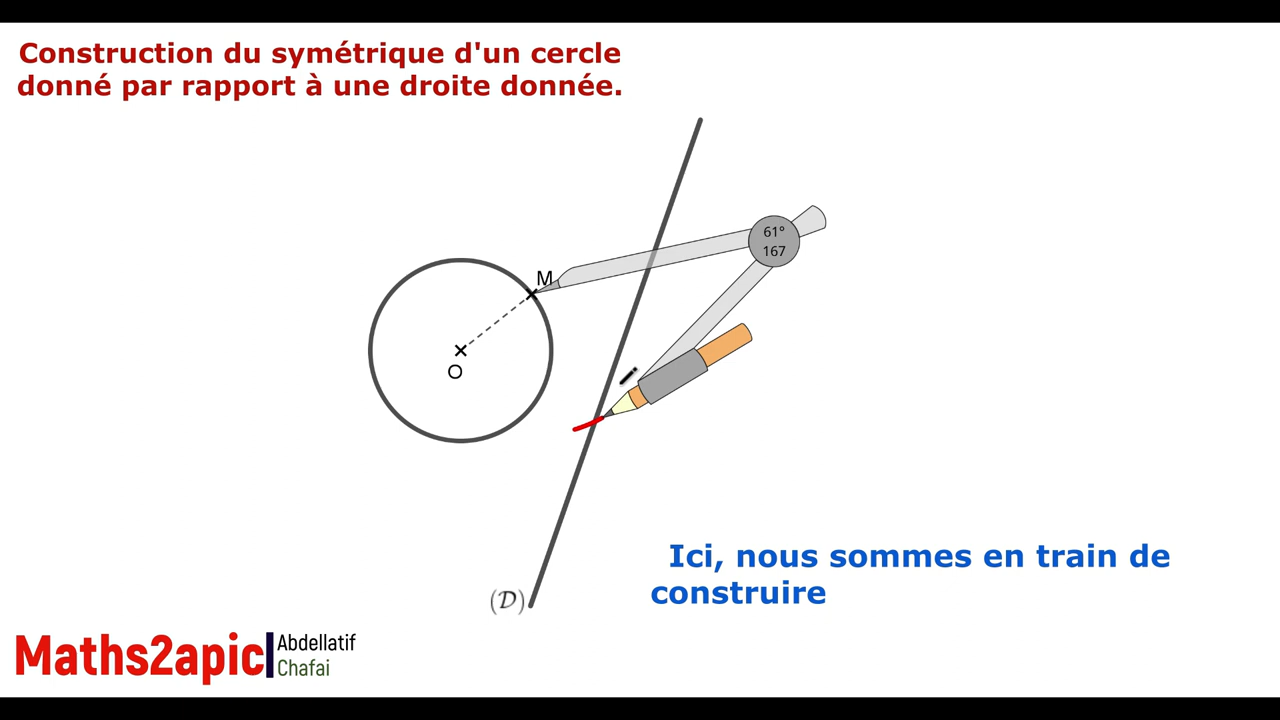 Construction du symétrique d'un cercle
donné par rapport à une droite donnée.
61°
167
M
O
Ici, nous sommes en train de
construire
(D)
Maths2apic
Abdellatif
Chafai